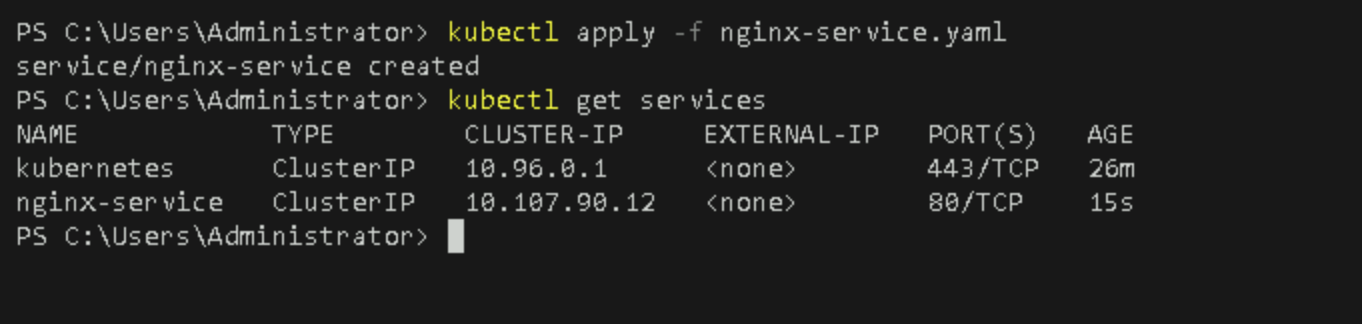 PS C:\Users\Administrator> kubectl apply -f nginx-service.yaml
service/nginx-service created
PS C:\Users\Administrator> kubectl get services
NAME            TYPE        CLUSTER-IP     EXTERNAL-IP   PORT(S)   AGE
kubernetes      ClusterIP   10.96.0.1      <none>        443/TCP   26m
nginx-service   ClusterIP   10.107.90.12   <none>        80/TCP    15s
PS C:\Users\Administrator>